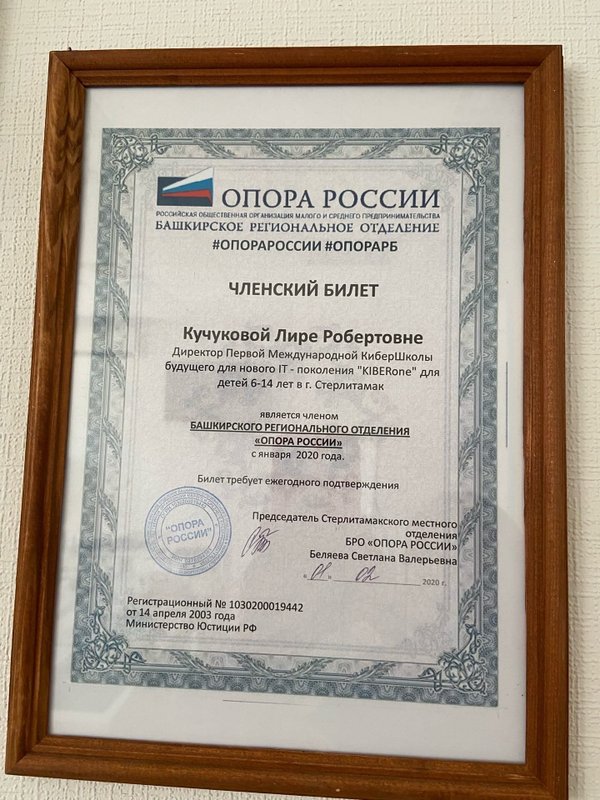 ОПОРА РОССИИ
РОССИЙСКАЯ ОБЩЕСТВЕННАЯ ОРГАНИЗАЦИЯ МАЛОГО И СРЕДНЕГО ПРЕДПРИНИМАТЕЛЬСТВА
БАШКИРСКОЕ РЕГИОНАЛЬНОЕ ОТДЕЛЕНИЕ
#ОПОРАРОССИИ #ОПОРАРБ
ЧЛЕНСКИЙ БИЛЕТ
Кучуковой Лире Робертовне
Директор Первой Международной КиберШколы
будущего для нового IT - поколения "KIBERone" для
детей 6-14 лет в г. Стерлитамак
является членом
БАШКИРСКОГО РЕГИОНАЛЬНОГО ОТДЕЛЕНИЯ
«ОПОРА РОССИИ»
с января 2020 года.
Билет требует ежегодного подтверждения
"ОПОРА
РОССИИ"
Председатель Стерлитамакского местного
отделения
БРО «ОПОРА РОССИИ»
Беляева Светлана Валерьевна
« 01 » 02 2020 г.
Регистрационный № 1030200019442
от 14 апреля 2003 года
Министерство Юстиции РФ